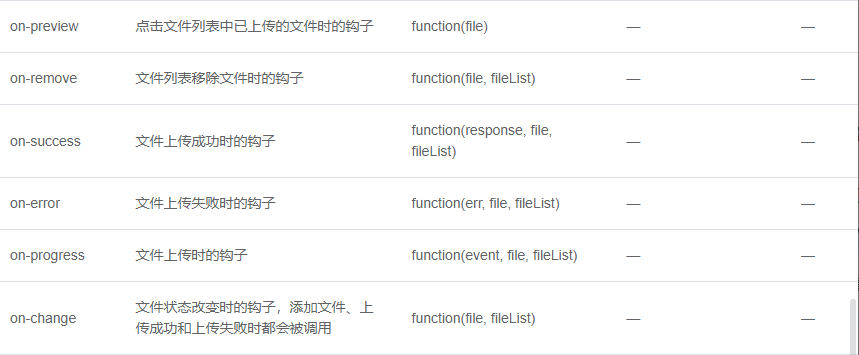 on-preview 点击文件列表中已上传的文件时的钩子 function(file) — —
on-remove 文件列表移除文件时的钩子 function(file, fileList) — —
on-success 文件上传成功时的钩子 function(response, file,
fileList) — —
on-error 文件上传失败时的钩子 function(err, file, fileList) — —
on-progress 文件上传时的钩子 function(event, file, fileList) — —
on-change 文件状态改变时的钩子，添加文件、上
传成功和上传失败时都会被调用 function(file, fileList) — —